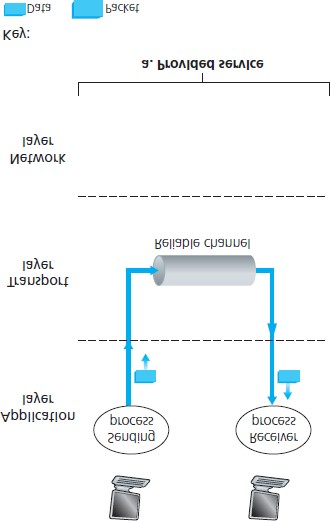 Sending
process
Receiver
process
Application
layer
Transport
layer
Reliable channel
Network
layer
a. Provided service
Key:
Data
Packet